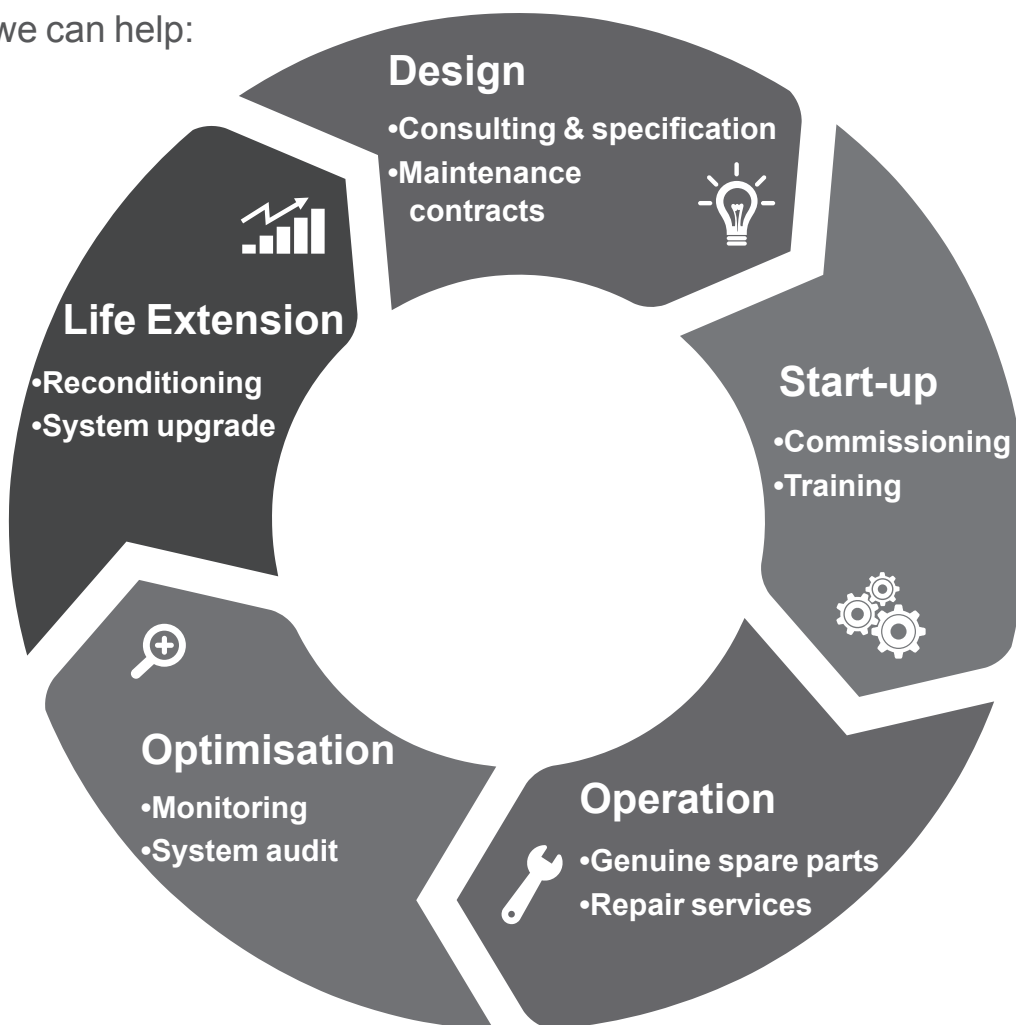 we can help:
Design
•Consulting & specification
•Maintenance
contracts
Start-up
•Commissioning
•Training
Operation
•Genuine spare parts
•Repair services
Optimisation
•Monitoring
•System audit
Life Extension
•Reconditioning
•System upgrade